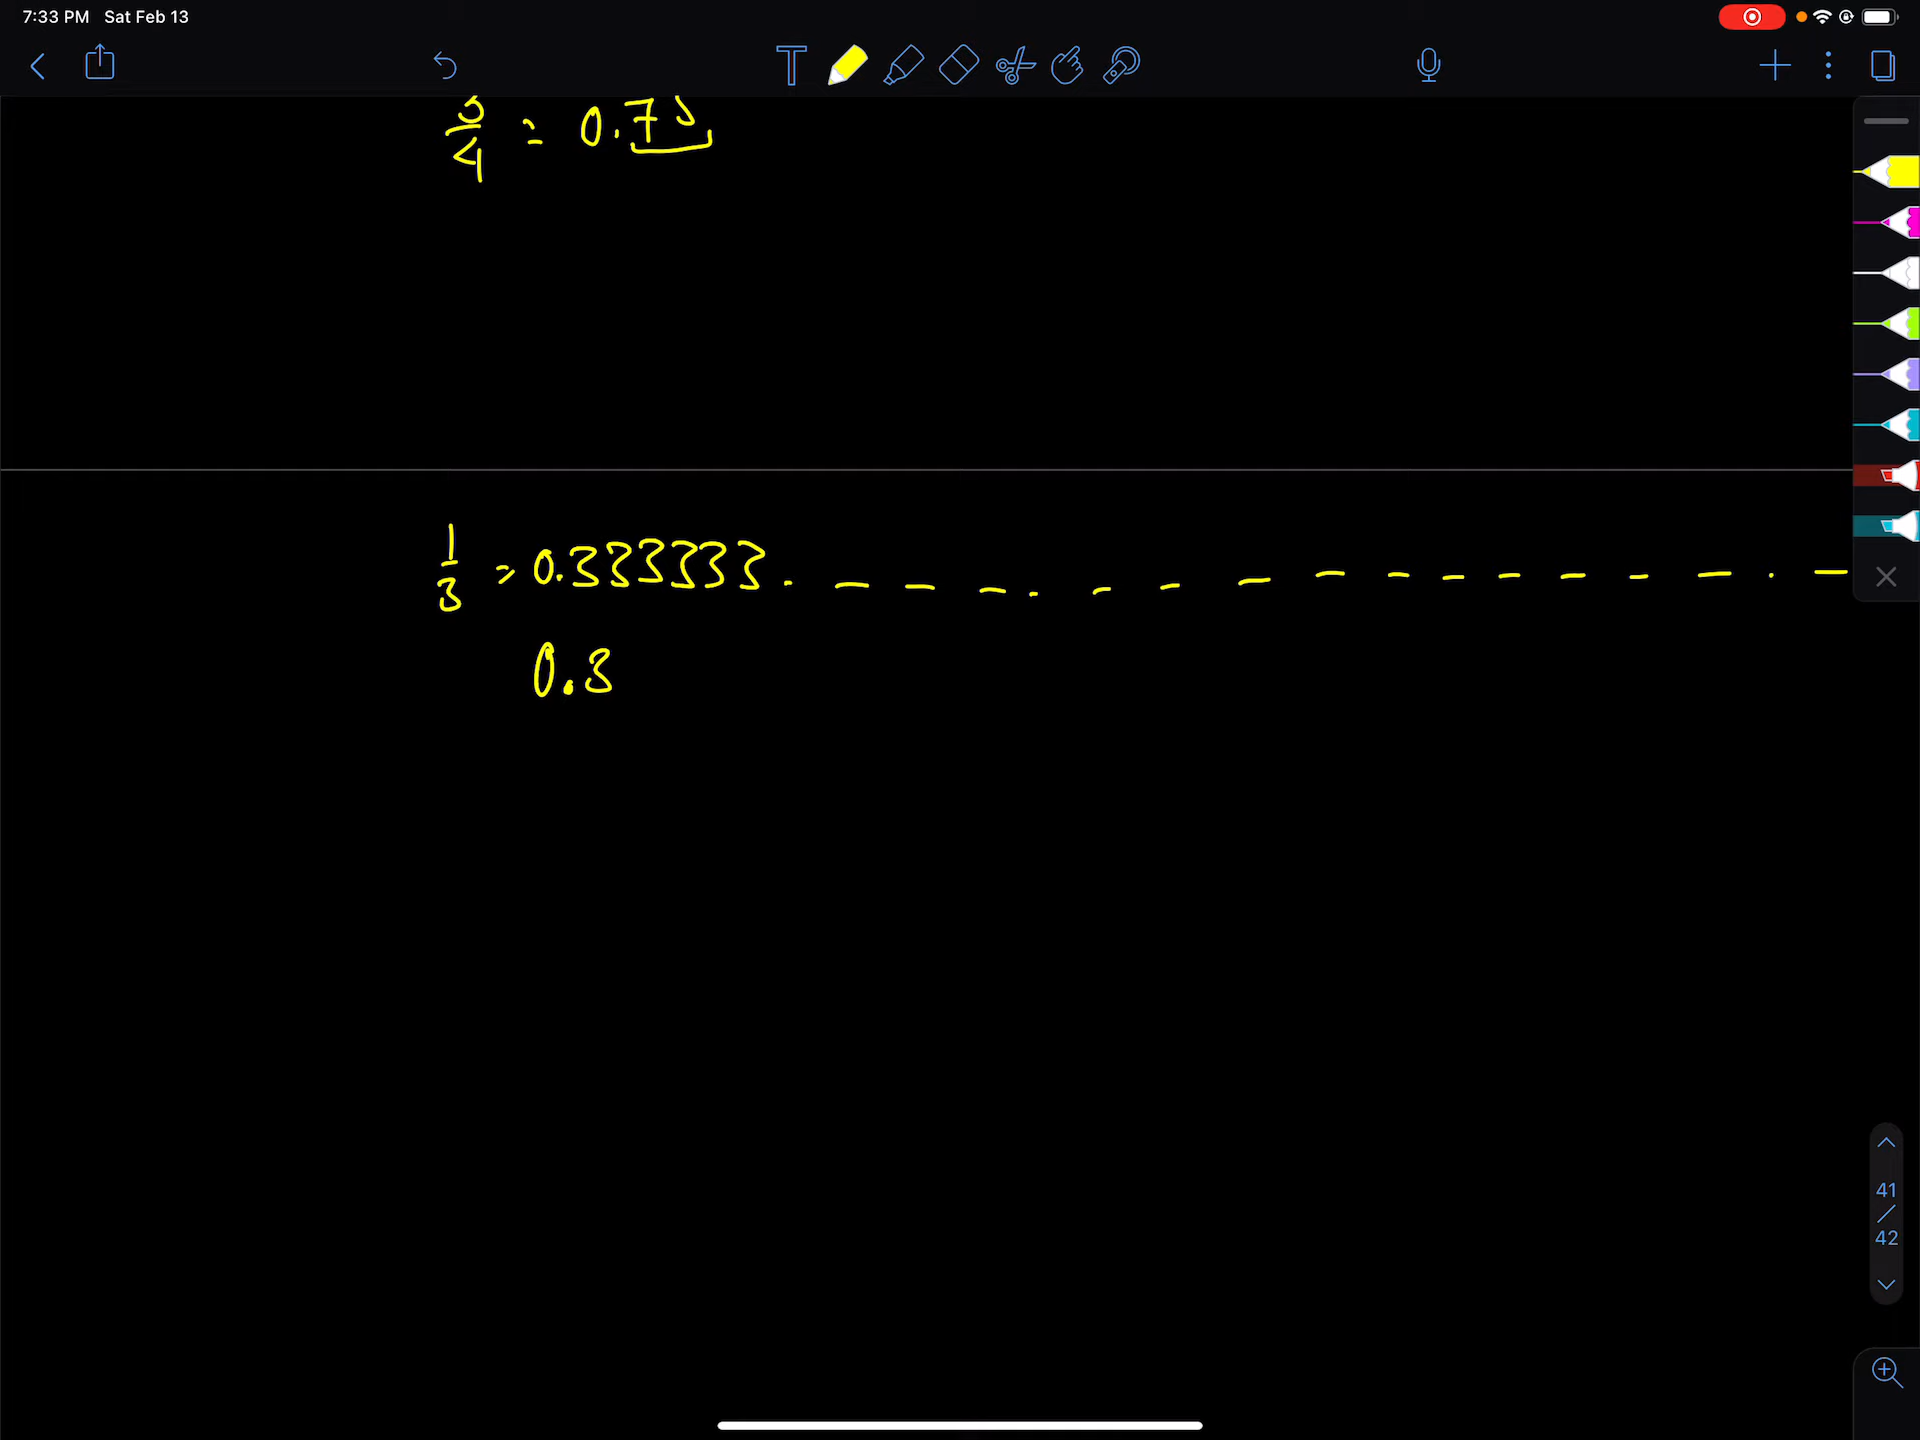 7:33 PM Sat Feb 13
3/4 = 0.75
1/3 = 0.333333. _ _ _ . - - - - - - - - - - . -
0.3
41
/
42